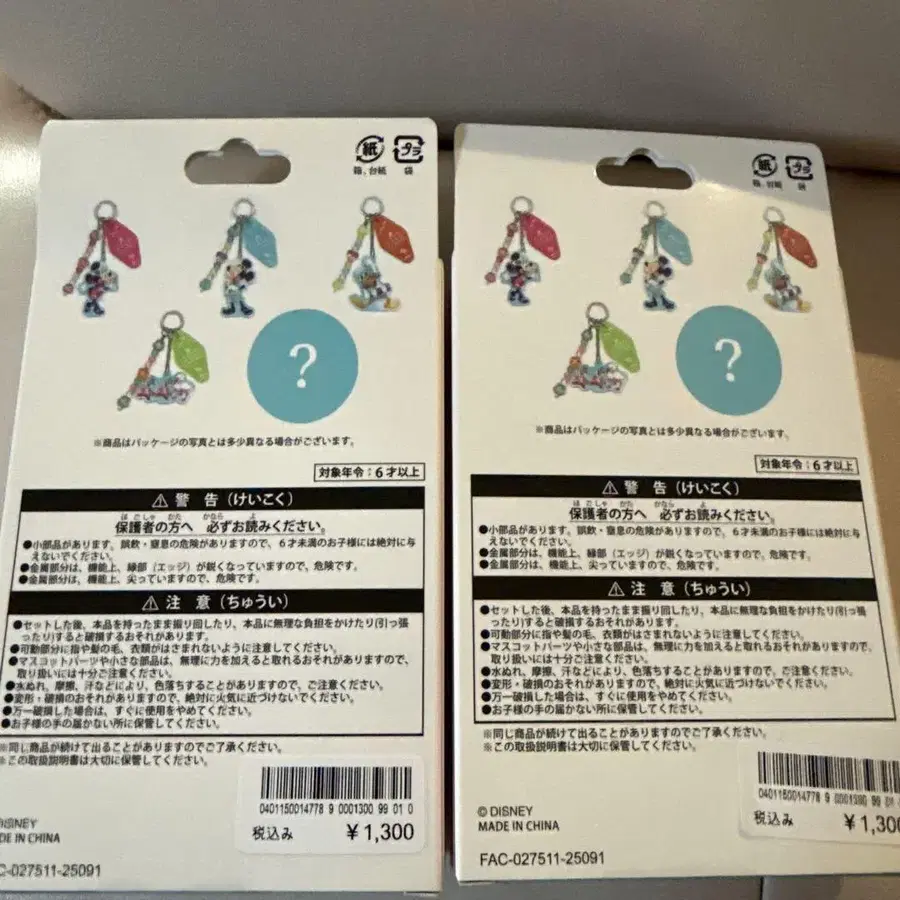 紙
プラ
箱、台紙
袋
?
※商品はパッケージの写真とは多少異なる場合がございます。
対象年令：6才以上
⚠ 警 告（けいこく）
ほごしゃ かた かなら よ
保護者の方へ 必ずお読みください。
●小部品があります。誤飲・窒息の危険がありますので、6才未満のお子様には絶対に与
えないでください。
●金属部分は、機能上、縁部（エッジ）が鋭くなっていますので、危険です。
●金属部分は、機能上、尖っていますので、危険です。
⚠ 注 意（ちゅうい）
●セットした後、本品を持ったまま振り回したり、本品に無理な負担をかけたり(引っ張
ったり)すると破損するおそれがあります。
●可動部分に指や髪の毛、衣類がはさまれないように注意してください。
●マスコットパーツや小さな部品は、無理に力を加えると取れるおそれがありますので、
取り扱いには十分ご注意ください。
●水ぬれ、摩擦、汗などにより、色落ちすることがありますので、ご注意ください。
●変形・破損のおそれがありますので、絶対に火気に近づけないでください。
●万一破損した場合は、すぐに使用をやめてください。
●お子様の手の届かない所に保管してください。
※同じ商品が続けて出ることがありますのでご了承ください。
※この取扱説明書は大切に保管してください。
0401150014778 9 0001300 99 01 0
税込み ￥1,300
DISNEY
MADE IN CHINA
C-027511-25091
紙
プラ
箱、台紙
袋
?
※商品はパッケージの写真とは多少異なる場合がございます。
対象年令：6才以上
⚠ 警 告（けいこく）
ほごしゃ かた かなら よ
保護者の方へ 必ずお読みください。
●小部品があります。誤飲・窒息の危険がありますので、6才未満のお子様には絶対に与
えないでください。
●金属部分は、機能上、縁部（エッジ）が鋭くなっていますので、危険です。
●金属部分は、機能上、尖っていますので、危険です。
⚠ 注 意（ちゅうい）
●セットした後、本品を持ったまま振り回したり、本品に無理な負担をかけたり(引っ張
ったり)すると破損するおそれがあります。
●可動部分に指や髪の毛、衣類がはさまれないように注意してください。
●マスコットパーツや小さな部品は、無理に力を加えると取れるおそれがありますので、
取り扱いには十分ご注意ください。
●水ぬれ、摩擦、汗などにより、色落ちすることがありますので、ご注意ください。
●変形・破損のおそれがありますので、絶対に火気に近づけないでください。
●万一破損した場合は、すぐに使用をやめてください。
●お子様の手の届かない所に保管してください。
※同じ商品が続けて出ることがありますのでご了承ください。
※この取扱説明書は大切に保管してください。
0401150014778 9 0001300 99 01
税込み ￥1,300
© DISNEY
MADE IN CHINA
FAC-027511-25091